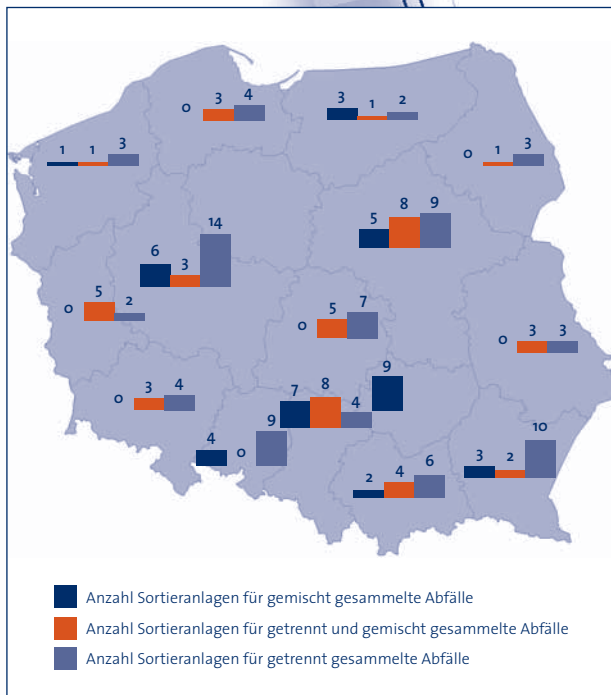 0 3 4
3 1 2
1 1 3
0 1 3
5 8 9
6 3 14
0 5 2
0 5 7
0 3 3
0 3 4
7 8 4
9
4 0 9
3 2 10
2 4 6
Anzahl Sortieranlagen für gemischt gesammelte Abfälle
Anzahl Sortieranlagen für getrennt und gemischt gesammelte Abfälle
Anzahl Sortieranlagen für getrennt gesammelte Abfälle